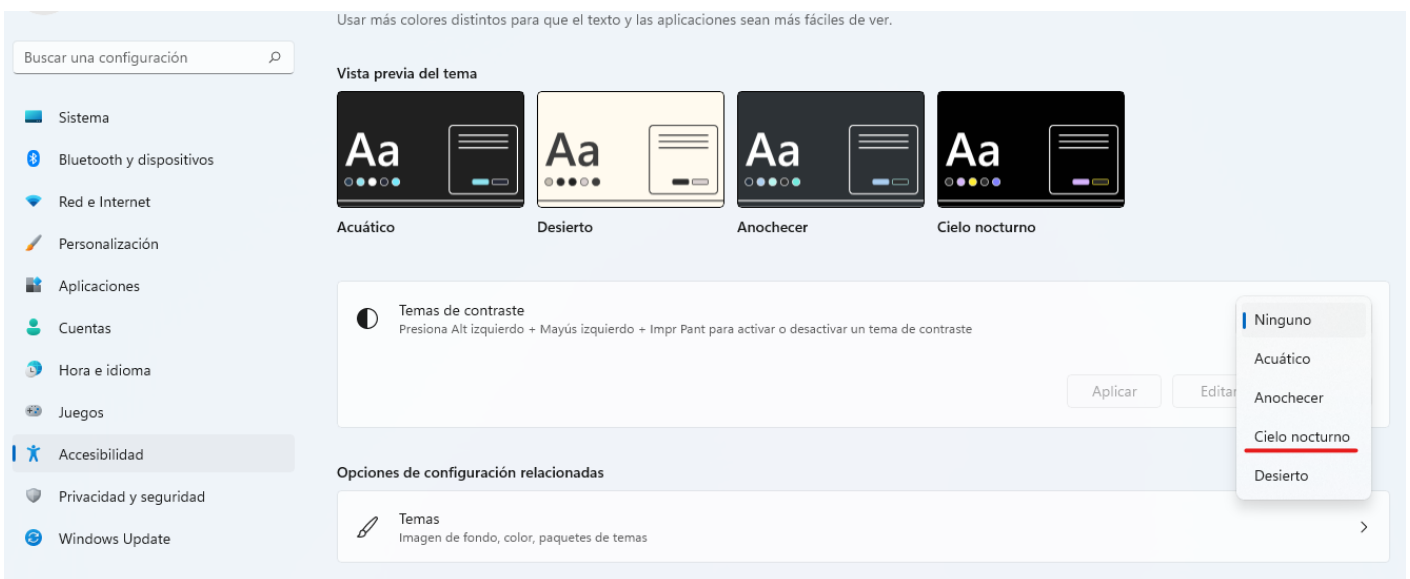 Usar más colores distintos para que el texto y las aplicaciones sean más fáciles de ver.
Buscar una configuración
Sistema
Bluetooth y dispositivos
Red e Internet
Personalización
Aplicaciones
Cuentas
Hora e idioma
Juegos
Accesibilidad
Privacidad y seguridad
Windows Update
Vista previa del tema
Aa
Aa
Aa
Aa
Acuático
Desierto
Anochecer
Cielo nocturno
Temas de contraste
Presiona Alt izquierdo + Mayús izquierdo + Impr Pant para activar o desactivar un tema de contraste
Aplicar
Editar
Ninguno
Acuático
Anochecer
Cielo nocturno
Desierto
Opciones de configuración relacionadas
Temas
Imagen de fondo, color, paquetes de temas